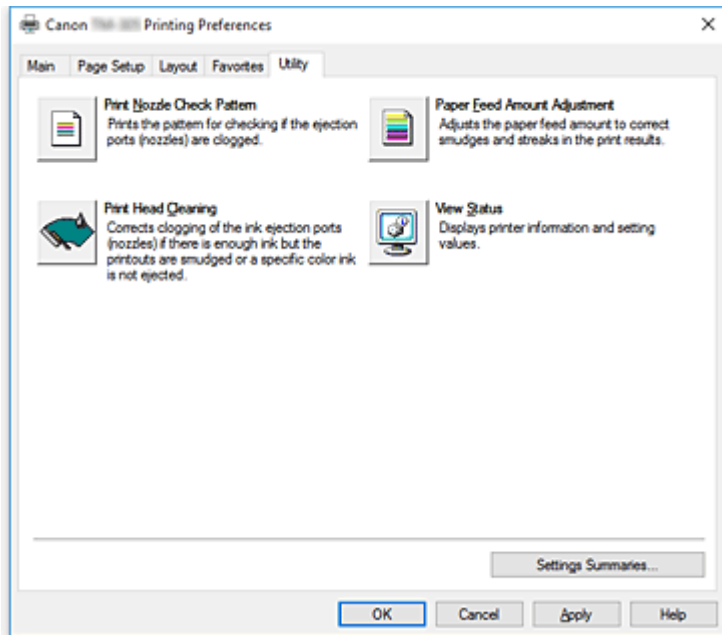 Canon Printing Preferences
Main Page Setup Layout Favorites Utility
Print Nozzle Check Pattern
Prints the pattern for checking if the ejection
ports (nozzles) are clogged.
Paper Feed Amount Adjustment
Adjusts the paper feed amount to correct
smudges and streaks in the print results.
Print Head Cleaning
Corrects clogging of the ink ejection ports
(nozzles) if there is enough ink but the
printouts are smudged or a specific color ink
is not ejected.
View Status
Displays printer information and setting
values.
Settings Summaries...
OK Cancel Apply Help